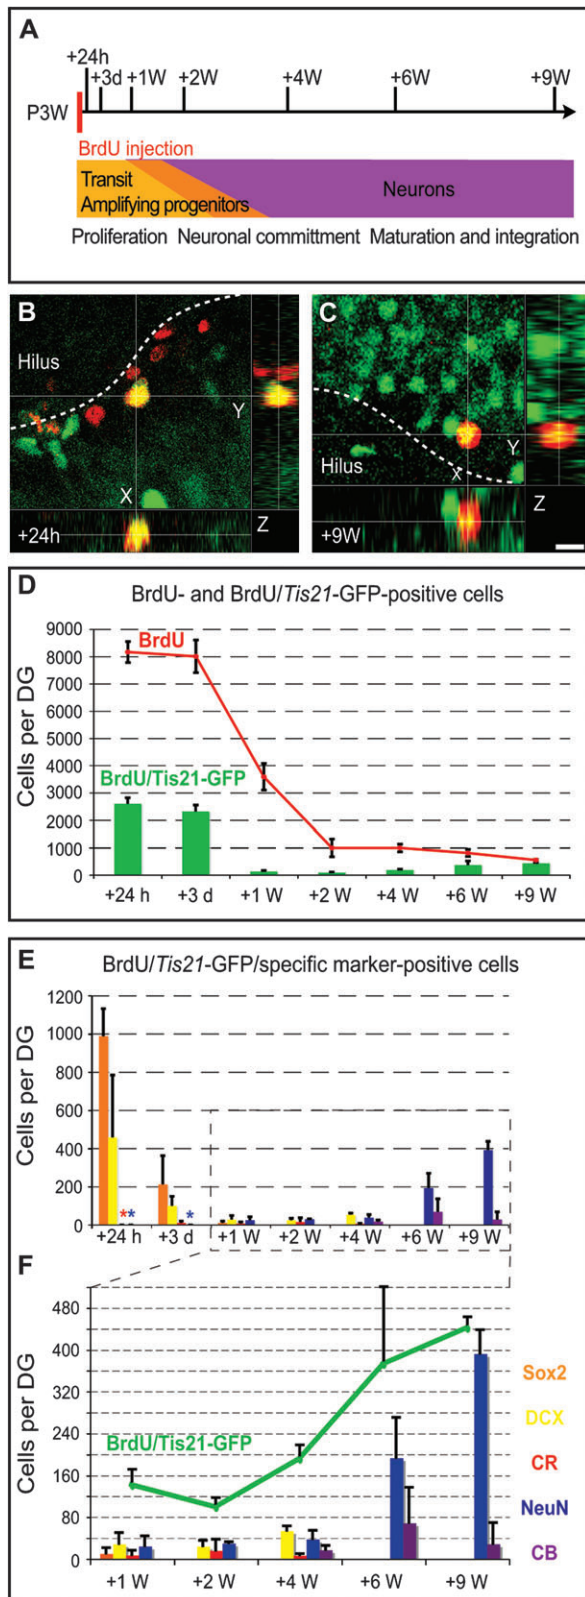 A
+24h
+3d +1W +2W +4W +6W +9W
P3W
BrdU injection
Transit
Amplifying progenitors
Neurons
Proliferation Neuronal committment Maturation and integration
B
Hilus
Y
X
Z
+24h
C
Hilus
X
Y
Z
+9W
D
BrdU- and BrdU/Tis21-GFP-positive cells
Cells per DG
9000
8000
7000
6000
5000
4000
3000
2000
1000
0
BrdU
BrdU/Tis21-GFP
+24 h +3 d +1 W +2 W +4 W +6 W +9 W
E
BrdU/Tis21-GFP/specific marker-positive cells
Cells per DG
1200
1000
800
600
400
200
0
** *
+24 h +3 d +1 W +2 W +4 W +6 W +9 W
F
Cells per DG
480
400
320
240
160
80
0
BrdU/Tis21-GFP
+1 W +2 W +4 W +6 W +9 W
Sox2
DCX
CR
NeuN
CB